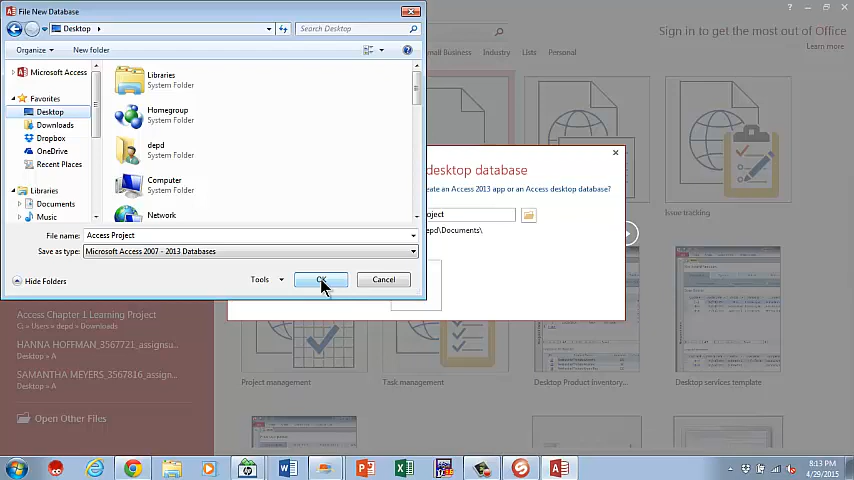 File New Database
Desktop
Search Desktop
Organize
New folder
Microsoft Access
Favorites
Desktop
Downloads
Dropbox
OneDrive
Recent Places
Libraries
Documents
Music
Libraries
System Folder
Homegroup
System Folder
depd
System Folder
Computer
System Folder
Network
File name:
Access Project
Save as type:
Microsoft Access 2007 - 2013 Databases
Hide Folders
Tools
OK
Cancel
?
Sign in to get the most out of Office
Learn more
Small Business
Industry
Lists
Personal
desktop database
eate an Access 2013 app or an Access desktop database?
oject
depd\Documents\
Issue tracking
Access Chapter 1 Learning Project
C: » Users » depd » Downloads
HANNA HOFFMAN_3567721_assignsu...
Desktop » A
SAMANTHA MEYERS_3567816_assig...
Desktop » A
Open Other Files
Project management
Task management
Desktop Product inventory...
Desktop services template
8:13 PM
4/29/2015